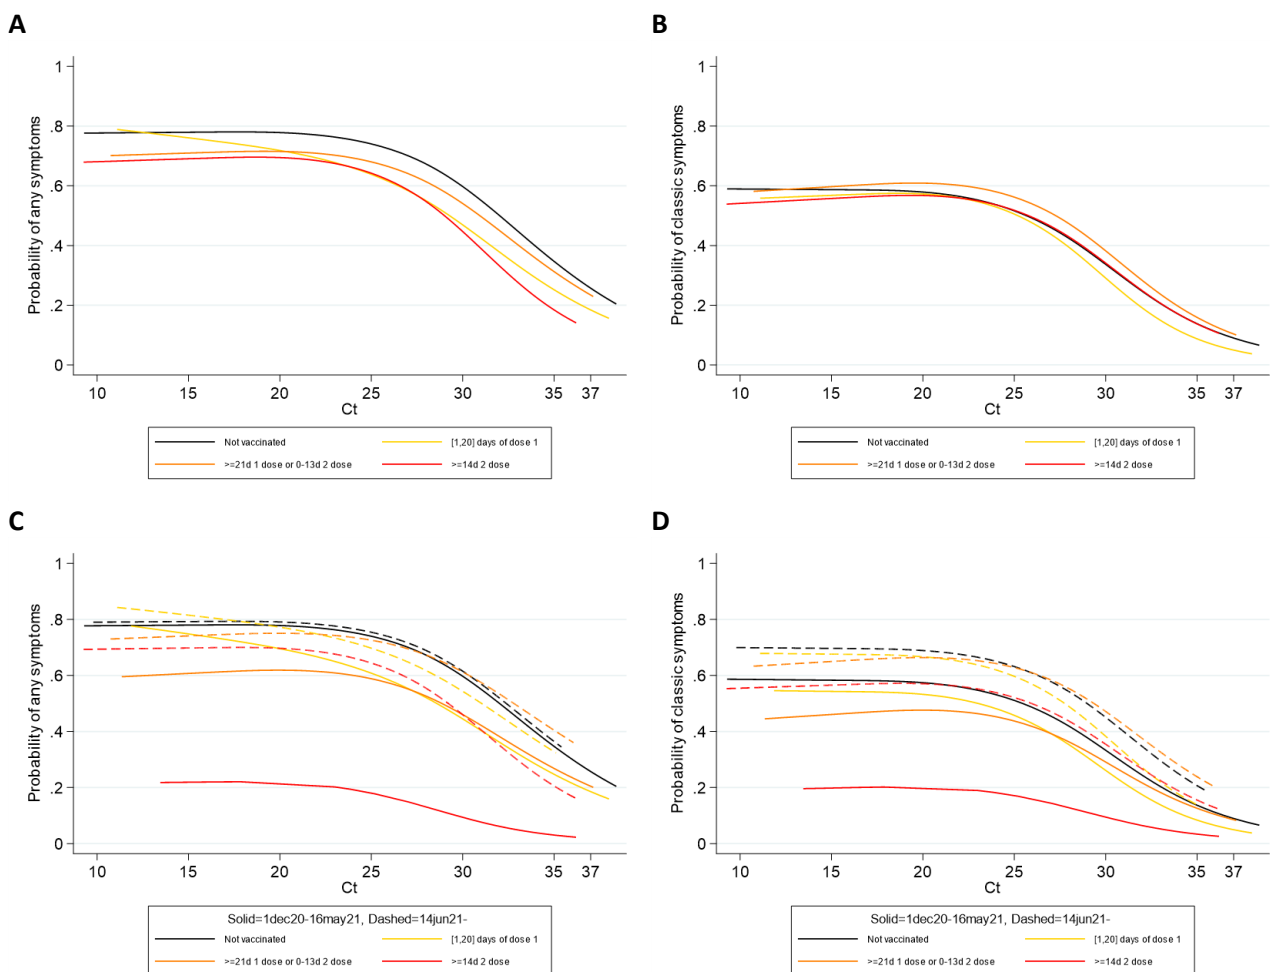 A
B
Probability of any symptoms
1
.8
.6
.4
.2
0
10 15 20 25 30 35 37
Ct
Not vaccinated [1,20] days of dose 1
>=21d 1 dose or 0-13d 2 dose >=14d 2 dose
Probability of classic symptoms
1
.8
.6
.4
.2
0
10 15 20 25 30 35 37
Ct
Not vaccinated [1,20] days of dose 1
>=21d 1 dose or 0-13d 2 dose >=14d 2 dose
C
D
Probability of any symptoms
1
.8
.6
.4
.2
0
10 15 20 25 30 35 37
Ct
Solid=1dec20-16may21, Dashed=14jun21-
Not vaccinated [1,20] days of dose 1
>=21d 1 dose or 0-13d 2 dose >=14d 2 dose
Probability of classic symptoms
1
.8
.6
.4
.2
0
10 15 20 25 30 35 37
Ct
Solid=1dec20-16may21, Dashed=14jun21-
Not vaccinated [1,20] days of dose 1
>=21d 1 dose or 0-13d 2 dose >=14d 2 dose